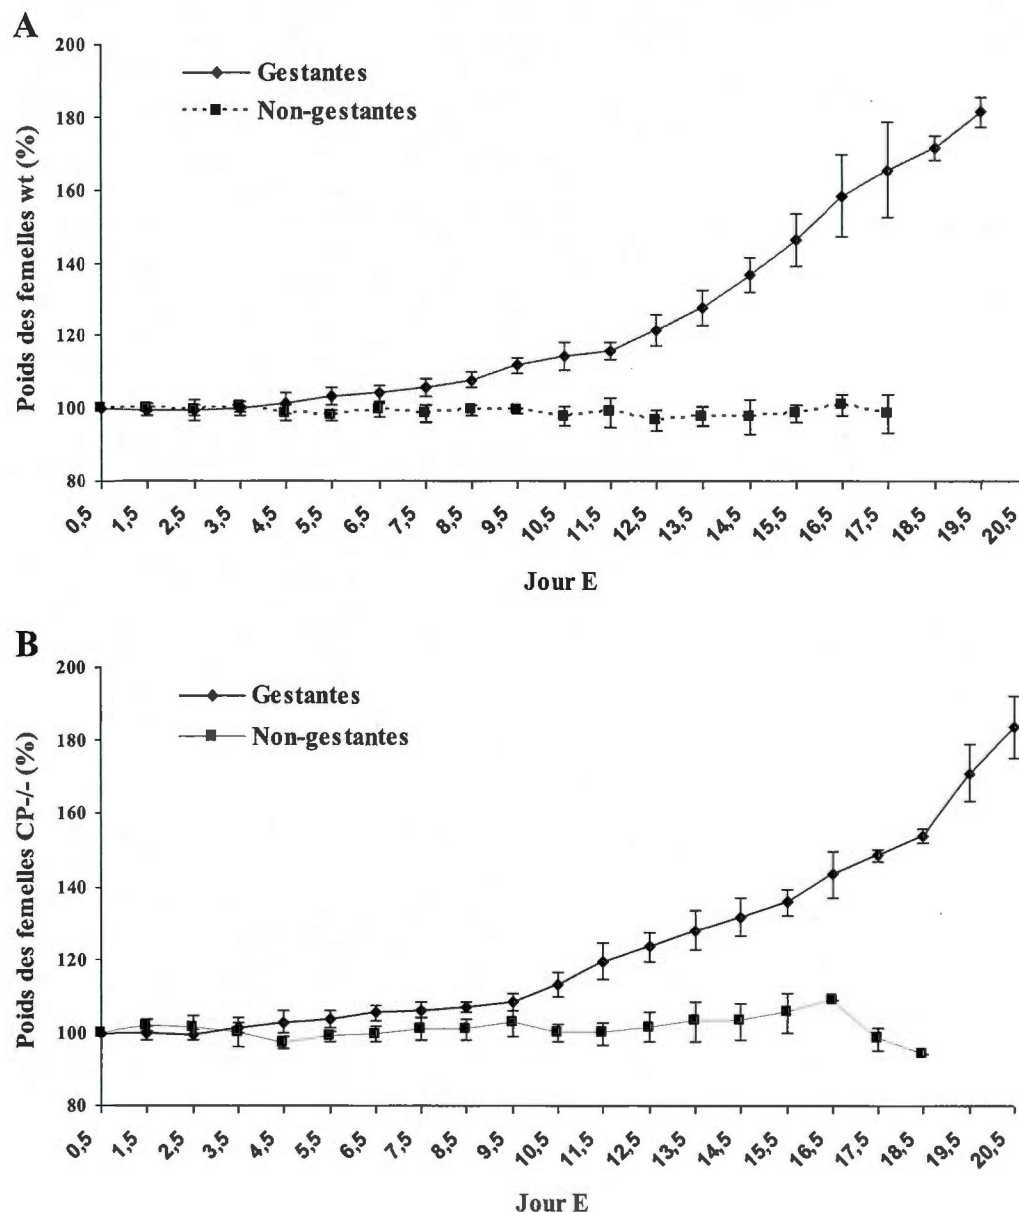 A
Poids des femelles wt (%)
200
180
160
140
120
100
80
Gestantes
Non-gestantes
0,5 1,5 2,5 3,5 4,5 5,5 6,5 7,5 8,5 9,5 10,5 11,5 12,5 13,5 14,5 15,5 16,5 17,5 18,5 19,5 20,5
Jour E
B
Poids des femelles CP-/- (%)
200
180
160
140
120
100
80
Gestantes
Non-gestantes
0,5 1,5 2,5 3,5 4,5 5,5 6,5 7,5 8,5 9,5 10,5 11,5 12,5 13,5 14,5 15,5 16,5 17,5 18,5 19,5 20,5
Jour E